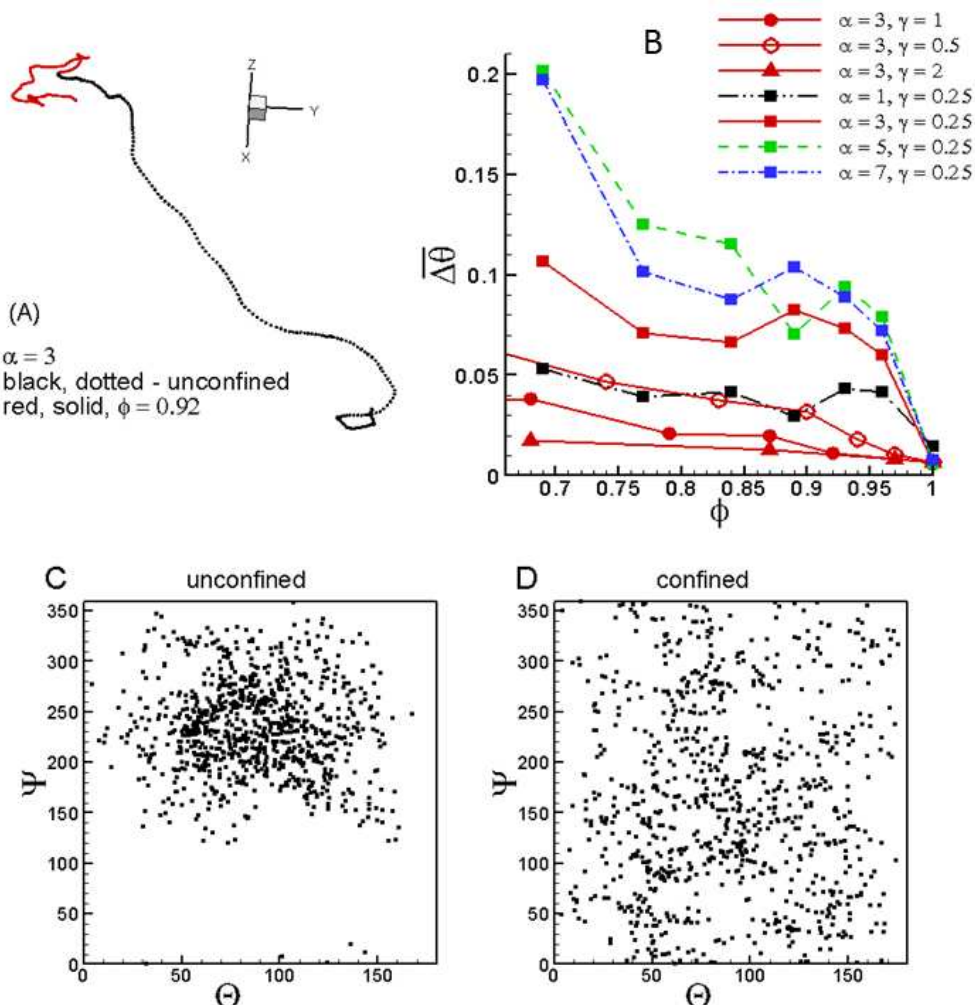 B
α = 3, γ = 1
α = 3, γ = 0.5
α = 3, γ = 2
α = 1, γ = 0.25
α = 3, γ = 0.25
α = 5, γ = 0.25
α = 7, γ = 0.25
Z
Y
X
(A)
α = 3
black, dotted - unconfined
red, solid, ϕ = 0.92
0.2
0.15
0.1
0.05
0
Δθ
0.7 0.75 0.8 0.85 0.9 0.95 1
ϕ
C unconfined
350
300
250
200
150
100
50
0
Ψ
0 50 100 150
Θ
D confined
350
300
250
200
150
100
50
0
Ψ
0 50 100 150
Θ